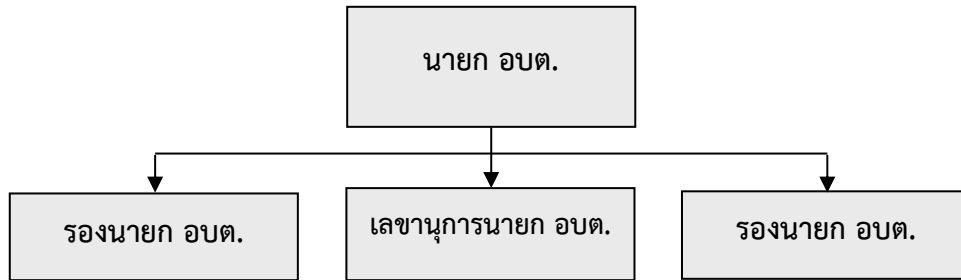 นายก อบต.
รองนายก อบต.
เลขานุการนายก อบต.
รองนายก อบต.